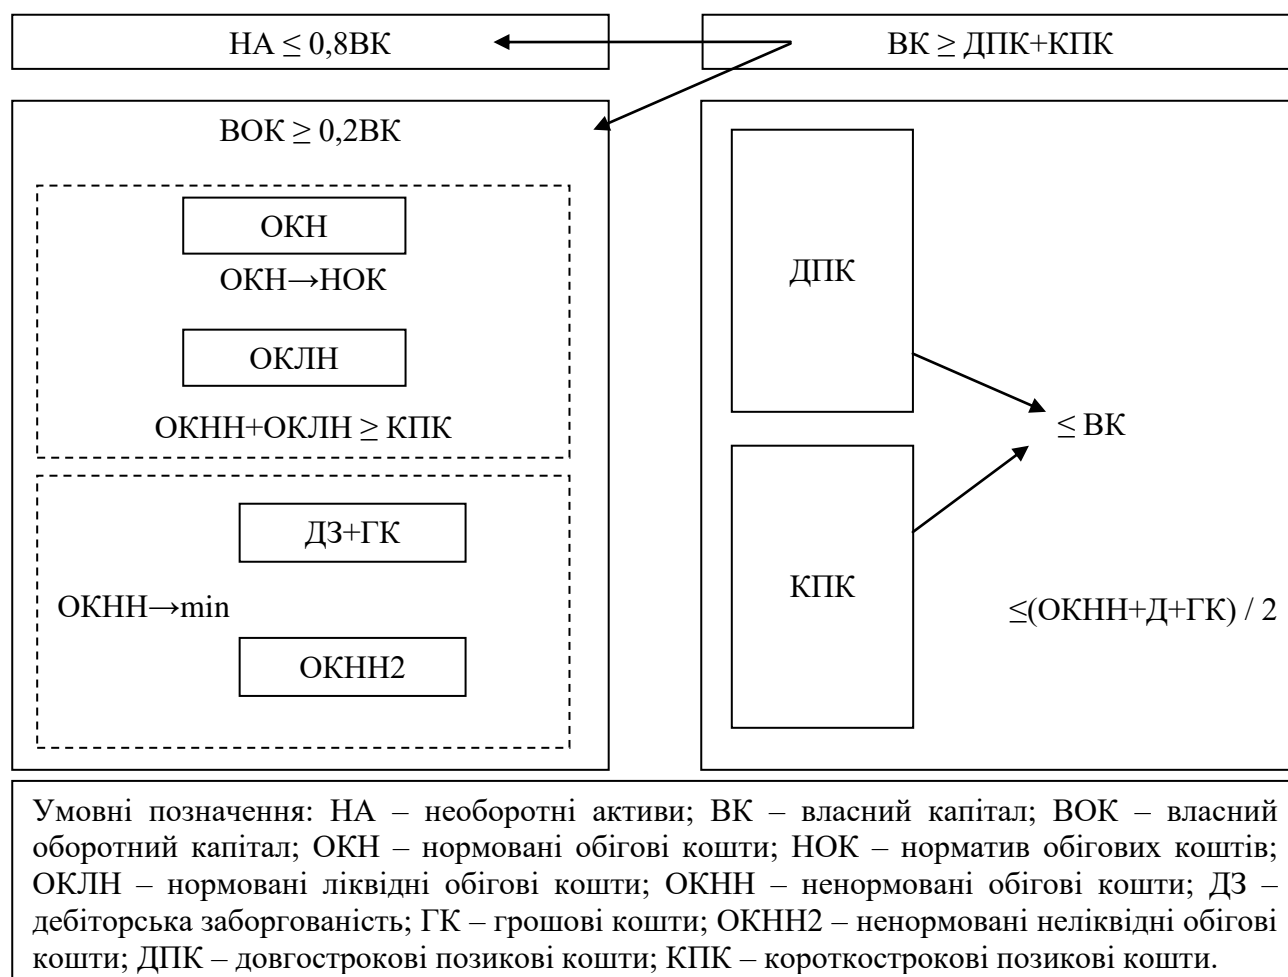 НА ≤ 0,8ВК
ВК ≥ ДПК+КПК
ВОК ≥ 0,2ВК
ОКН
ОКН→НОК
ОКЛН
ОКНН+ОКЛН ≥ КПК
ДЗ+ГК
ОКНН→min
ОКНН2
ДПК
≤ ВК
КПК
≤(ОКНН+Д+ГК) / 2
Умовні позначення: НА – необоротні активи; ВК – власний капітал; ВОК – власний
оборотний капітал; ОКН – нормовані обігові кошти; НОК – норматив обігових коштів;
ОКЛН – нормовані ліквідні обігові кошти; ОКНН – ненормовані обігові кошти; ДЗ –
дебіторська заборгованість; ГК – грошові кошти; ОКНН2 – ненормовані неліквідні обігові
кошти; ДПК – довгострокові позикові кошти; КПК – короткострокові позикові кошти.